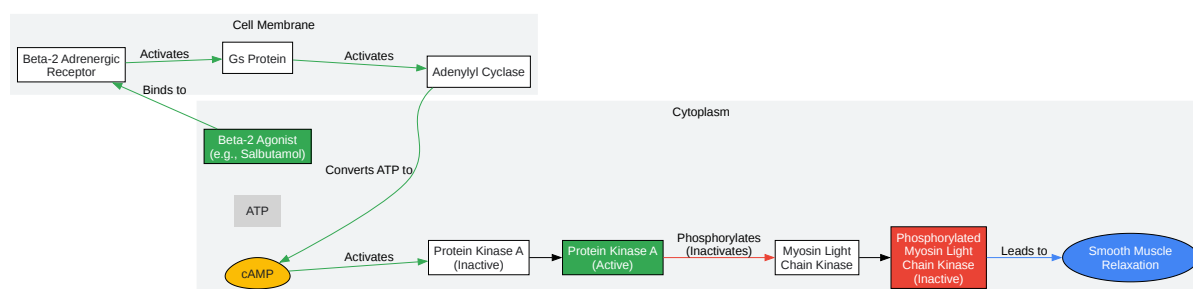 Cell Membrane
Beta-2 Adrenergic
Receptor
Activates
Gs Protein
Activates
Adenylyl Cyclase
Binds to
Cytoplasm
Beta-2 Agonist
(e.g., Salbutamol)
Converts ATP to
ATP
cAMP
Activates
Protein Kinase A
(Inactive)
Protein Kinase A
(Active)
Phosphorylates
(Inactivates)
Myosin Light
Chain Kinase
Phosphorylated
Myosin Light
Chain Kinase
(Inactive)
Leads to
Smooth Muscle
Relaxation